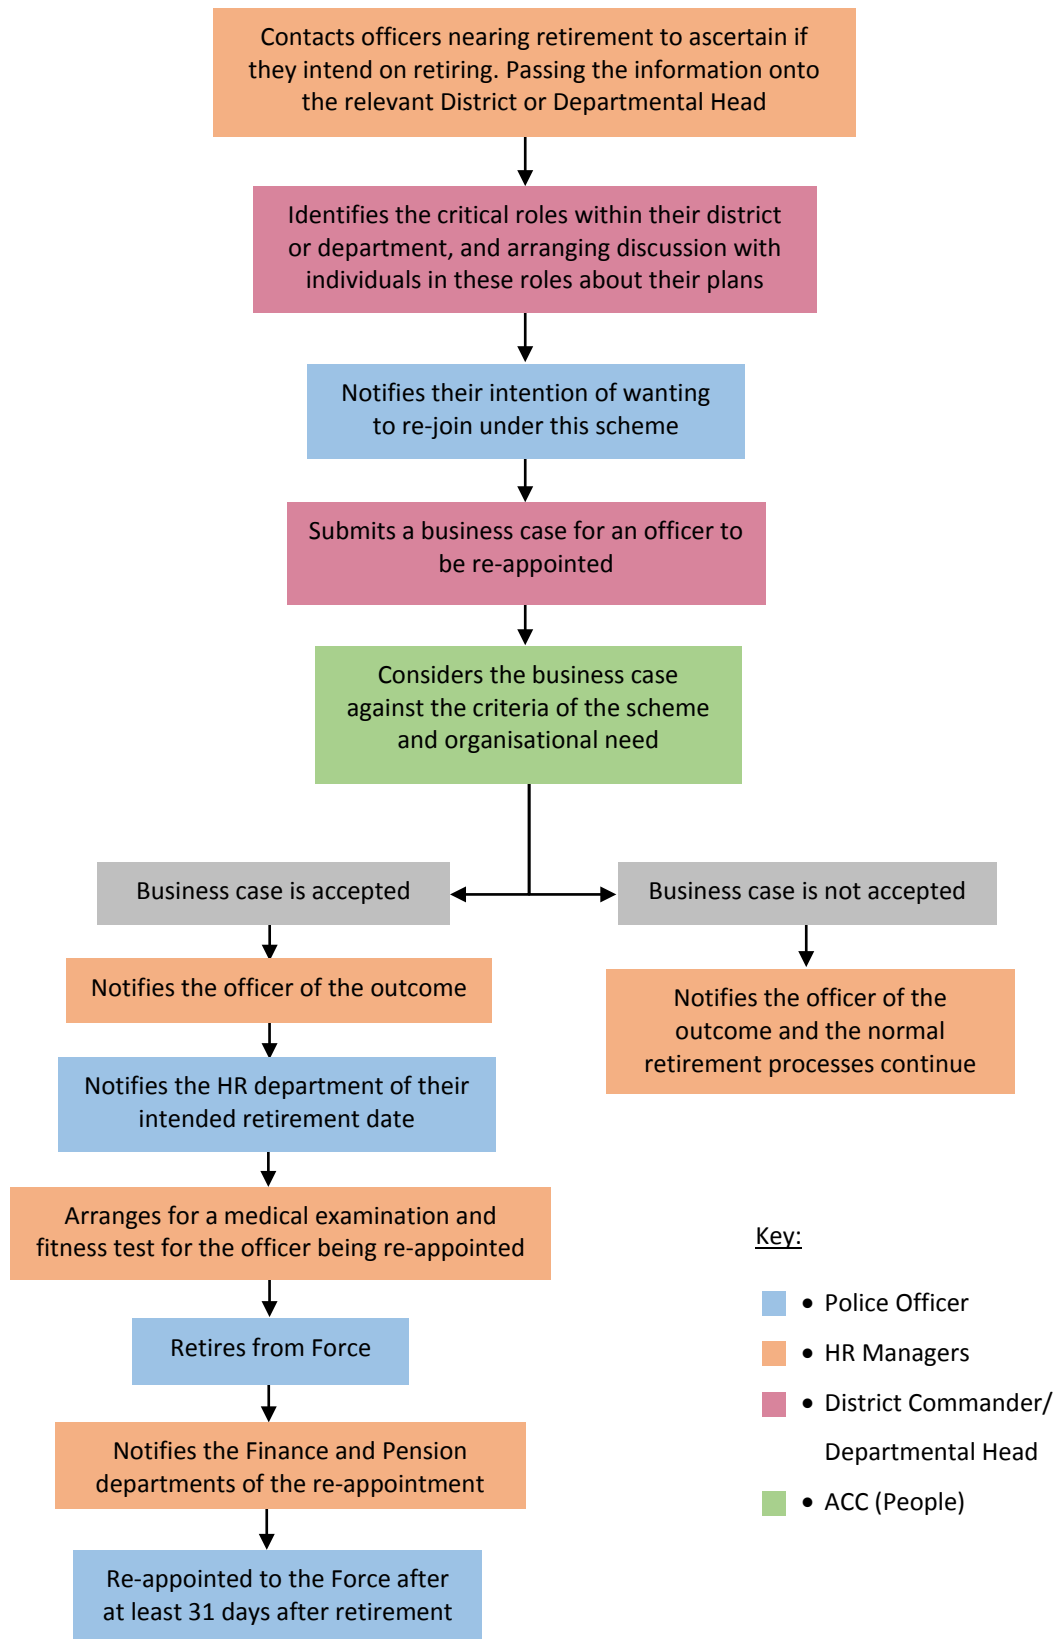 Contacts officers nearing retirement to ascertain if
they intend on retiring. Passing the information onto
the relevant District or Departmental Head
Identifies the critical roles within their district
or department, and arranging discussion with
individuals in these roles about their plans
Notifies their intention of wanting
to re-join under this scheme
Submits a business case for an officer to
be re-appointed
Considers the business case
against the criteria of the scheme
and organisational need
Business case is accepted
Business case is not accepted
Notifies the officer of the outcome
Notifies the officer of the
outcome and the normal
retirement processes continue
Notifies the HR department of their
intended retirement date
Arranges for a medical examination and
fitness test for the officer being re-appointed
Retires from Force
Notifies the Finance and Pension
departments of the re-appointment
Re-appointed to the Force after
at least 31 days after retirement
Key:
• Police Officer
• HR Managers
• District Commander/
Departmental Head
• ACC (People)